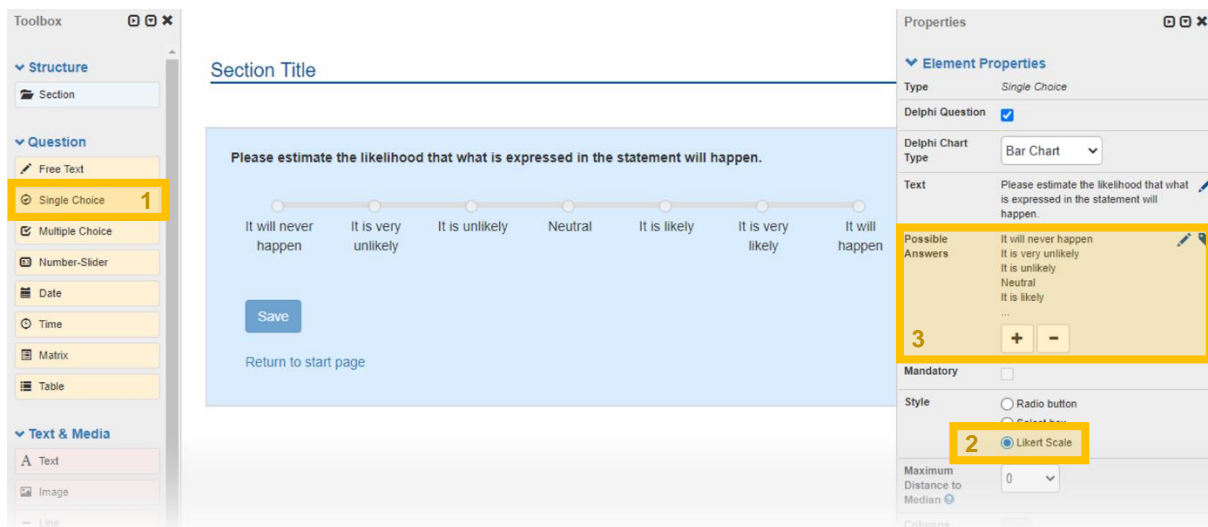 Toolbox
Structure
Section
Question
Free Text
Single Choice
1
Multiple Choice
Number-Slider
Date
Time
Matrix
Table
Text & Media
A Text
Image
Line
Section Title
Please estimate the likelihood that what is expressed in the statement will happen.
It will never
happen
It is very
unlikely
It is unlikely
Neutral
It is likely
It is very
likely
It will
happen
Save
Return to start page
Properties
Element Properties
Type
Single Choice
Delphi Question
Delphi Chart
Type
Bar Chart
Text
Please estimate the likelihood that what
is expressed in the statement will
happen.
Possible
Answers
It will never happen
It is very unlikely
It is unlikely
Neutral
It is likely
...
3
+ −
Mandatory
Style
Radio button
Select box
2
Likert Scale
Maximum
Distance to
Median
0
Columns